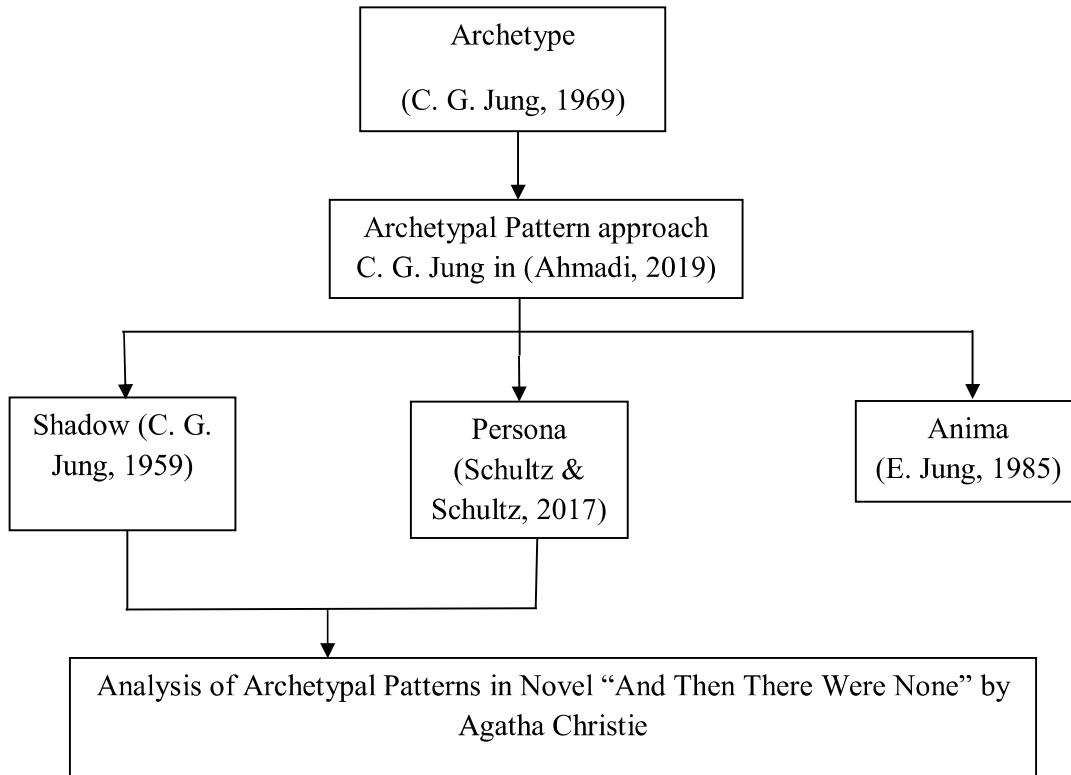 Archetype
(C. G. Jung, 1969)
Archetypal Pattern approach
C. G. Jung in (Ahmadi, 2019)
Shadow (C. G.
Jung, 1959)
Persona
(Schultz &
Schultz, 2017)
Anima
(E. Jung, 1985)
Analysis of Archetypal Patterns in Novel “And Then There Were None” by
Agatha Christie